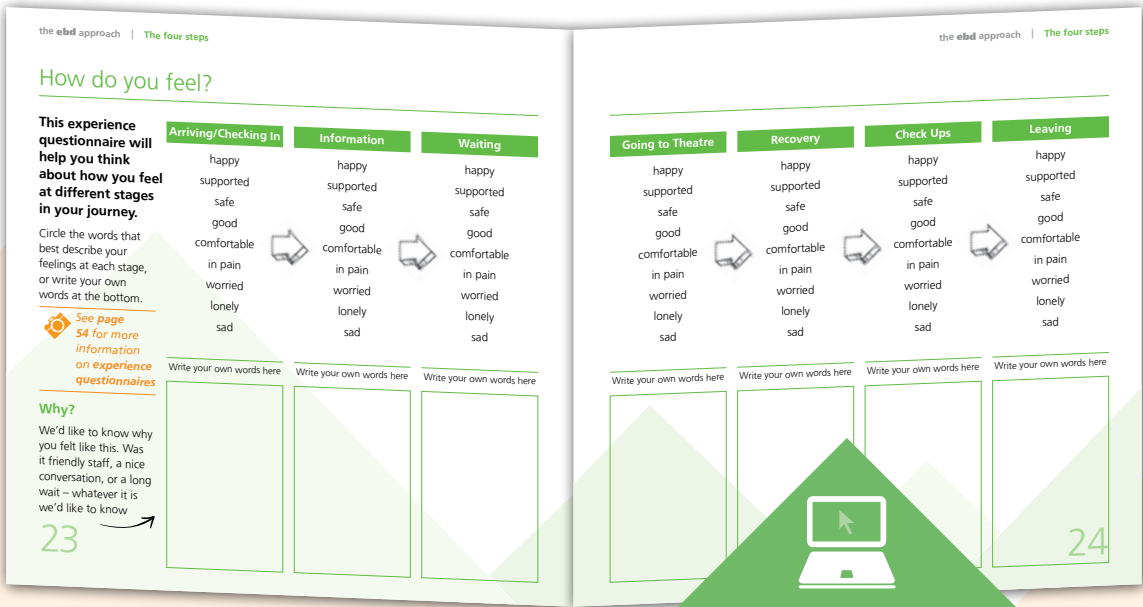 the ebd approach | The four steps
How do you feel?
This experience
questionnaire will
help you think
about how you feel
at different stages
in your journey.
Circle the words that
best describe your
feelings at each stage,
or write your own
words at the bottom.
See page
54 for more
information
on experience
questionnaires
Why?
We'd like to know why
you felt like this. Was
it friendly staff, a nice
conversation, or a long
wait – whatever it is
we'd like to know
23
Arriving/Checking In
happy
supported
safe
good
comfortable
in pain
worried
lonely
sad
Write your own words here
Information
happy
supported
safe
good
comfortable
in pain
worried
lonely
sad
Write your own words here
Waiting
happy
supported
safe
good
comfortable
in pain
worried
lonely
sad
Write your own words here
the ebd approach | The four steps
Going to Theatre
happy
supported
safe
good
comfortable
in pain
worried
lonely
sad
Write your own words here
Recovery
happy
supported
safe
good
comfortable
in pain
worried
lonely
sad
Write your own words here
Check Ups
happy
supported
safe
good
comfortable
in pain
worried
lonely
sad
Write your own words here
Leaving
happy
supported
safe
good
comfortable
in pain
worried
lonely
sad
Write your own words here
24